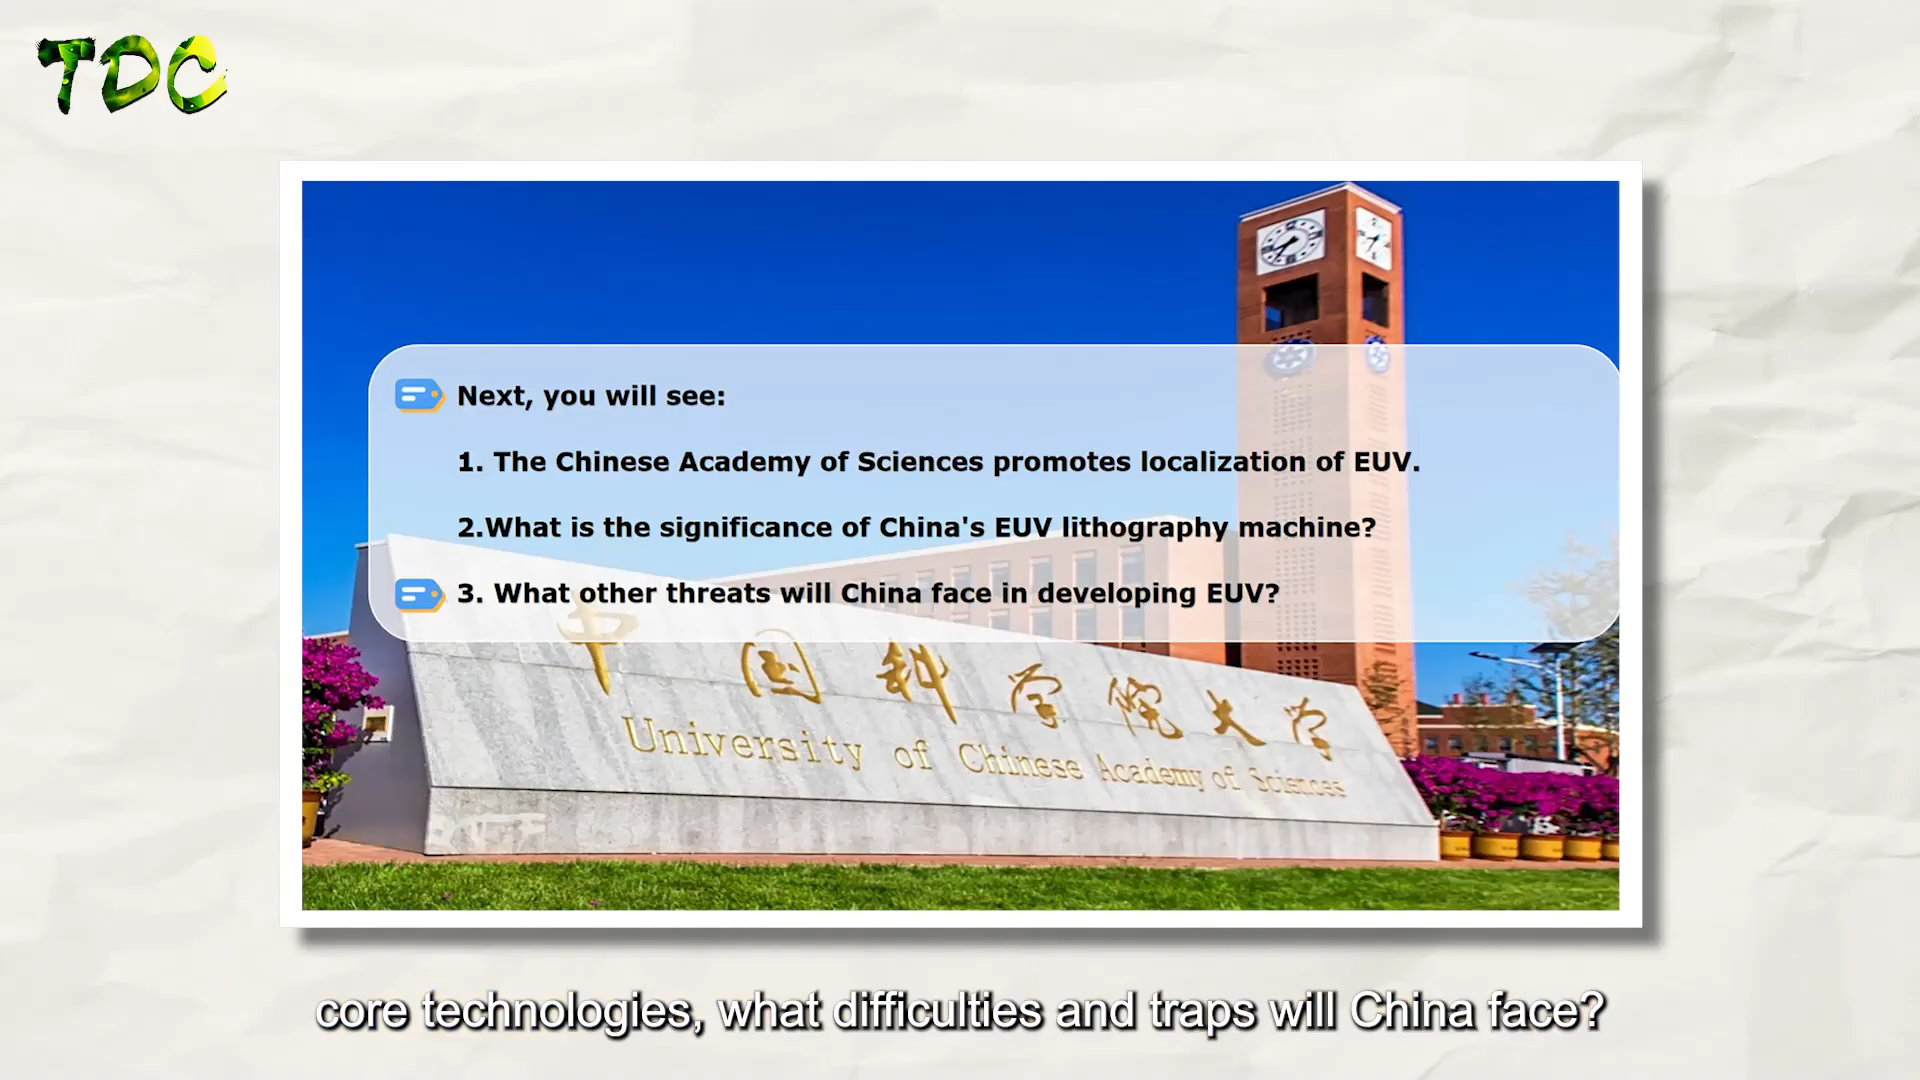 TDC
Next, you will see:
1. The Chinese Academy of Sciences promotes localization of EUV.
2.What is the significance of China's EUV lithography machine?
3. What other threats will China face in developing EUV?
中国科学院大学
University of Chinese Academy of Sciences
core technologies, what difficulties and traps will China face?